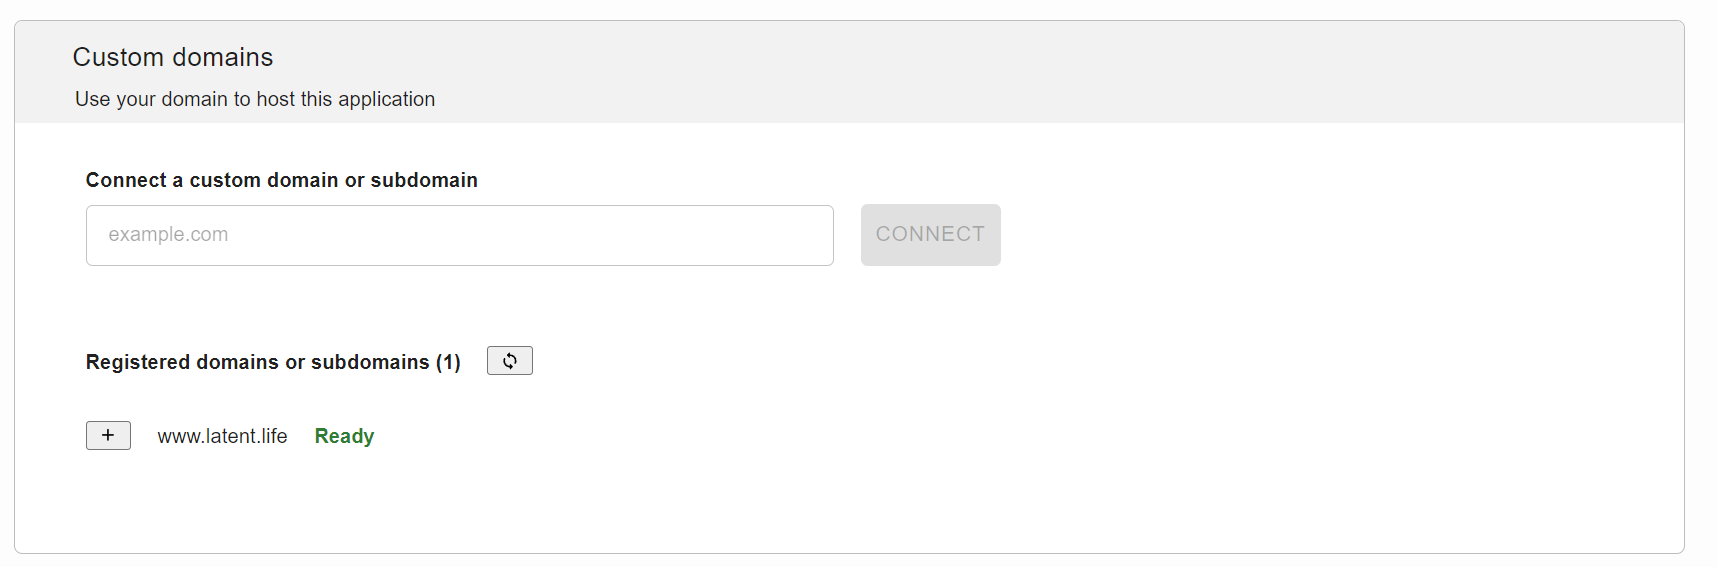 Custom domains
Use your domain to host this application
Connect a custom domain or subdomain
example.com
CONNECT
Registered domains or subdomains (1)
+ www.latent.life Ready